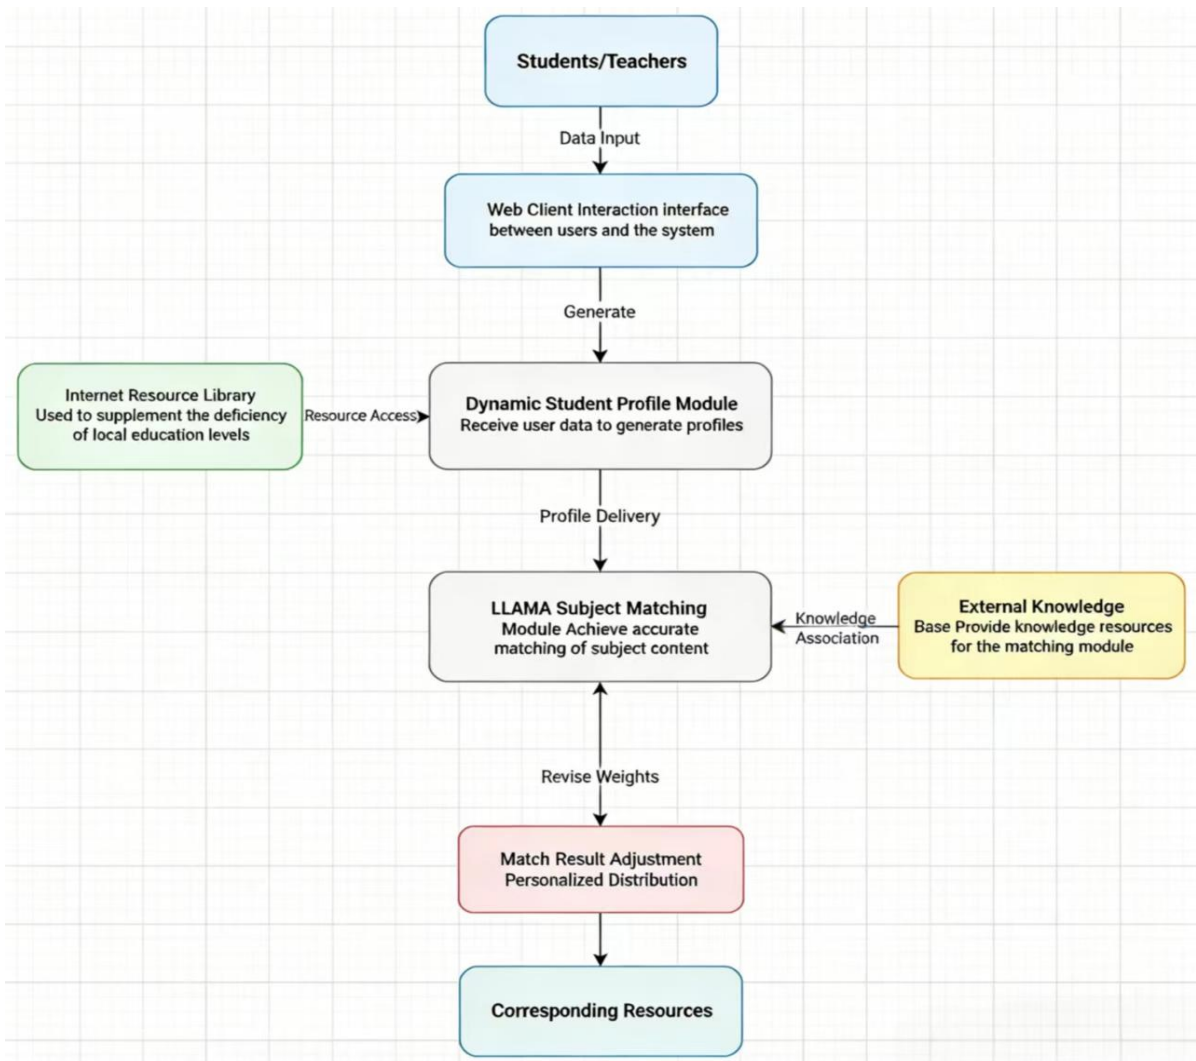 Students/Teachers
Data Input
Web Client Interaction interface
between users and the system
Generate
Internet Resource Library
Used to supplement the deficiency
of local education levels
Resource Access
Dynamic Student Profile Module
Receive user data to generate profiles
Profile Delivery
LLAMA Subject Matching
Module Achieve accurate
matching of subject content
Knowledge
Association
External Knowledge
Base Provide knowledge resources
for the matching module
Revise Weights
Match Result Adjustment
Personalized Distribution
Corresponding Resources